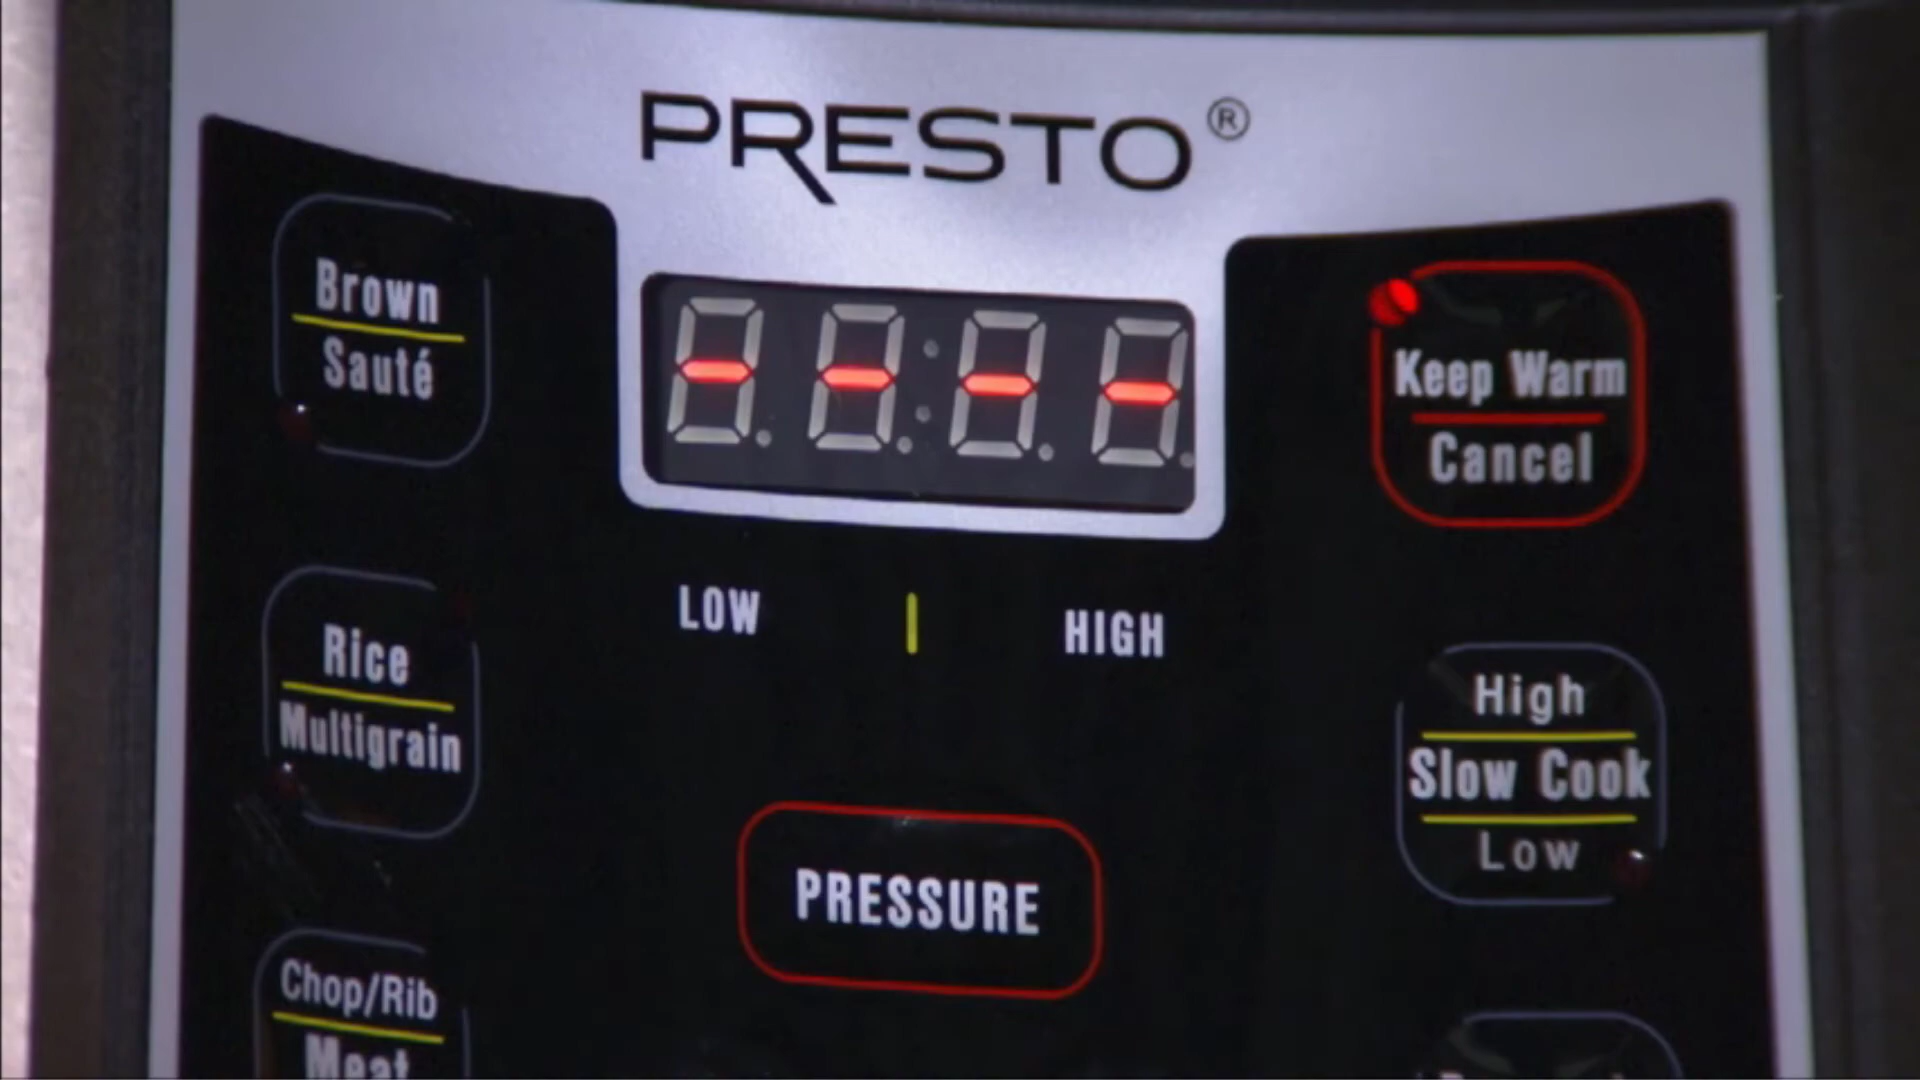 PRESTO®
Brown
Sauté
- - - -
Keep Warm
Cancel
LOW | HIGH
Rice
Multigrain
High
Slow Cook
Low
PRESSURE
Chop/Rib
Meat